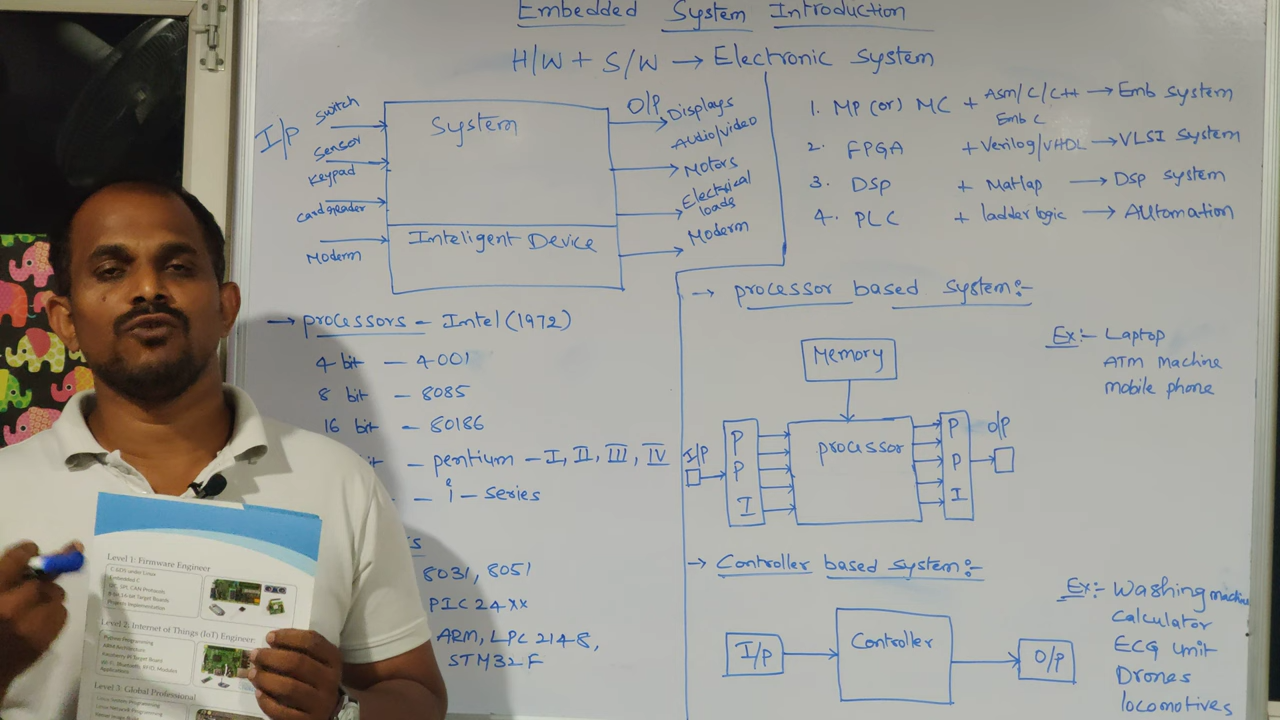 Embedded System Introduction
H/W + S/W → Electronic system
I/P
Switch
Sensor
Keypad
Card reader
Moderm
System
Inteligent Device
O/P
Displays
Audio/video
Motors
Electrical loads
Moderm
1. MP (or) MC + Asm/C/C++ → Emb system
Emb C
2. FPGA + Verilog/VHDL → VLSI system
3. DSP + Matlap → Dsp system
4. PLC + ladder logic → Automation
→ processors - Intel (1972)
4 bit - 4001
8 bit - 8085
16 bit - 80186
- pentium - I, II, III, IV
- i - series
8031, 8051
PIC 24xx
ARM, LPC 2148,
STM32F
→ processor based system:-
Memory
I/P
PPI
processor
PPI
O/P
Ex:- Laptop
ATM machine
mobile phone
→ Controller based system:-
I/P
Controller
O/P
Ex:- Washing machine
Calculator
ECG unit
Drones
locomotives
Level 1: Firmware Engineer
Embedded C
Level 2: Internet of Things (IoT) Engineer
Level 3: Global Professional